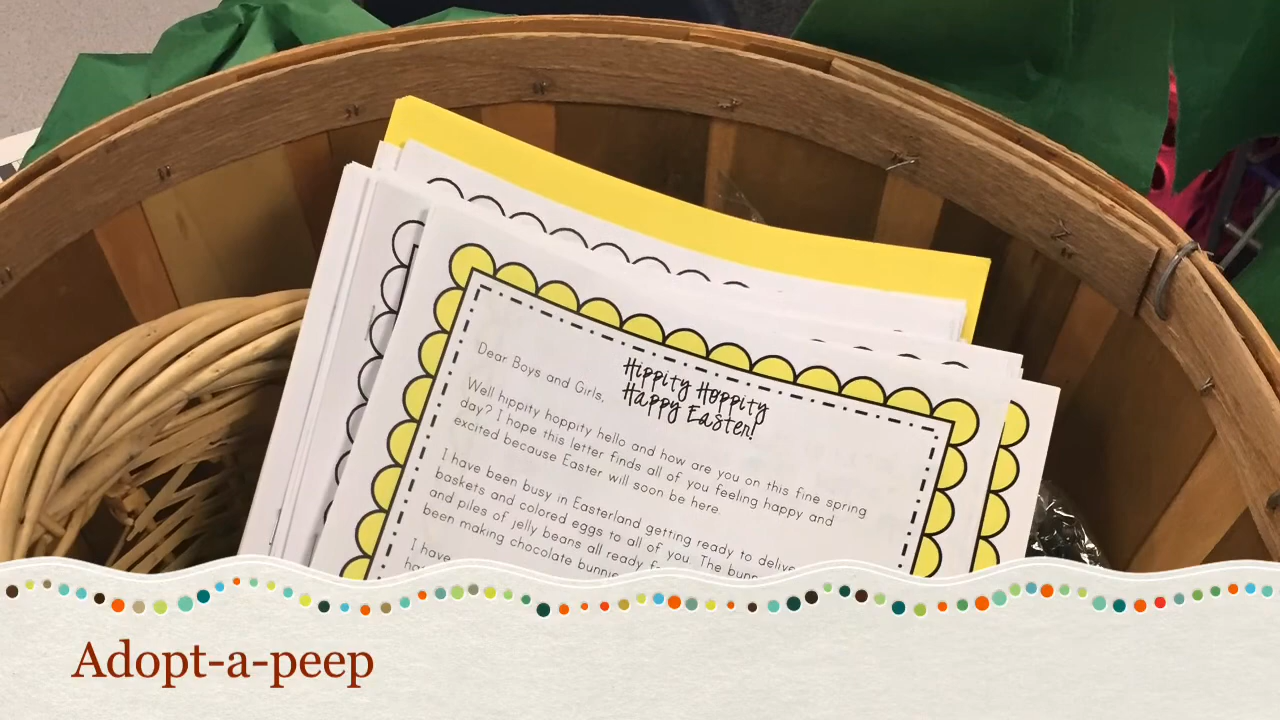 Hippity Hoppity
Happy Easter!
Dear Boys and Girls,
Well hippity hoppity hello and how are you on this fine spring
day? I hope this letter finds all of you feeling happy and
excited because Easter will soon be here.
I have been busy in Easterland getting ready to
baskets and colored eggs to all of you. The
and piles of jelly beans all ready
been making chocolate
I have
Adopt-a-peep